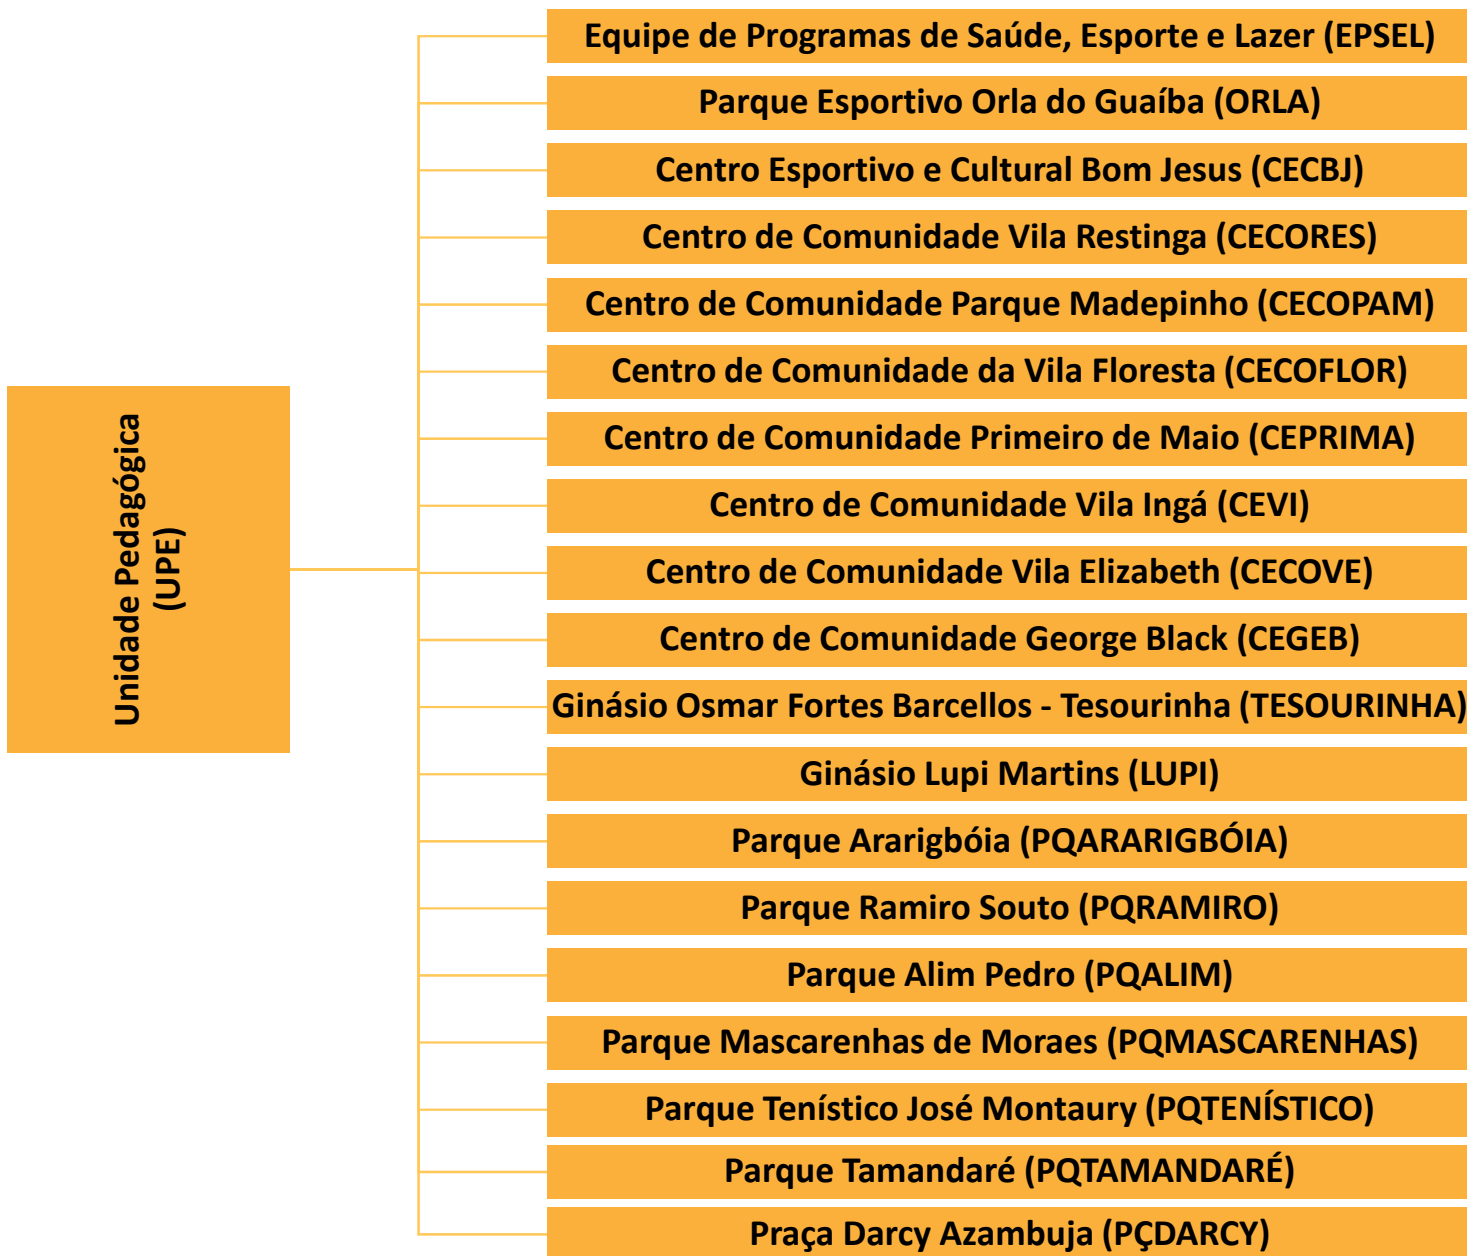 Unidade Pedagógica
(UPE)
Equipe de Programas de Saúde, Esporte e Lazer (EPSEL)
Parque Esportivo Orla do Guaíba (ORLA)
Centro Esportivo e Cultural Bom Jesus (CECBJ)
Centro de Comunidade Vila Restinga (CECORES)
Centro de Comunidade Parque Madepinho (CECOPAM)
Centro de Comunidade da Vila Floresta (CECOFLOR)
Centro de Comunidade Primeiro de Maio (CEPRIMA)
Centro de Comunidade Vila Ingá (CEVI)
Centro de Comunidade Vila Elizabeth (CECOVE)
Centro de Comunidade George Black (CEGEB)
Ginásio Osmar Fortes Barcellos - Tesourinha (TESOURINHA)
Ginásio Lupi Martins (LUPI)
Parque Ararigbóia (PQARARIGBÓIA)
Parque Ramiro Souto (PQRAMIRO)
Parque Alim Pedro (PQALIM)
Parque Mascarenhas de Moraes (PQMASCARENHAS)
Parque Tenístico José Montaury (PQTENÍSTICO)
Parque Tamandaré (PQTAMANDARÉ)
Praça Darcy Azambuja (PÇDARCY)